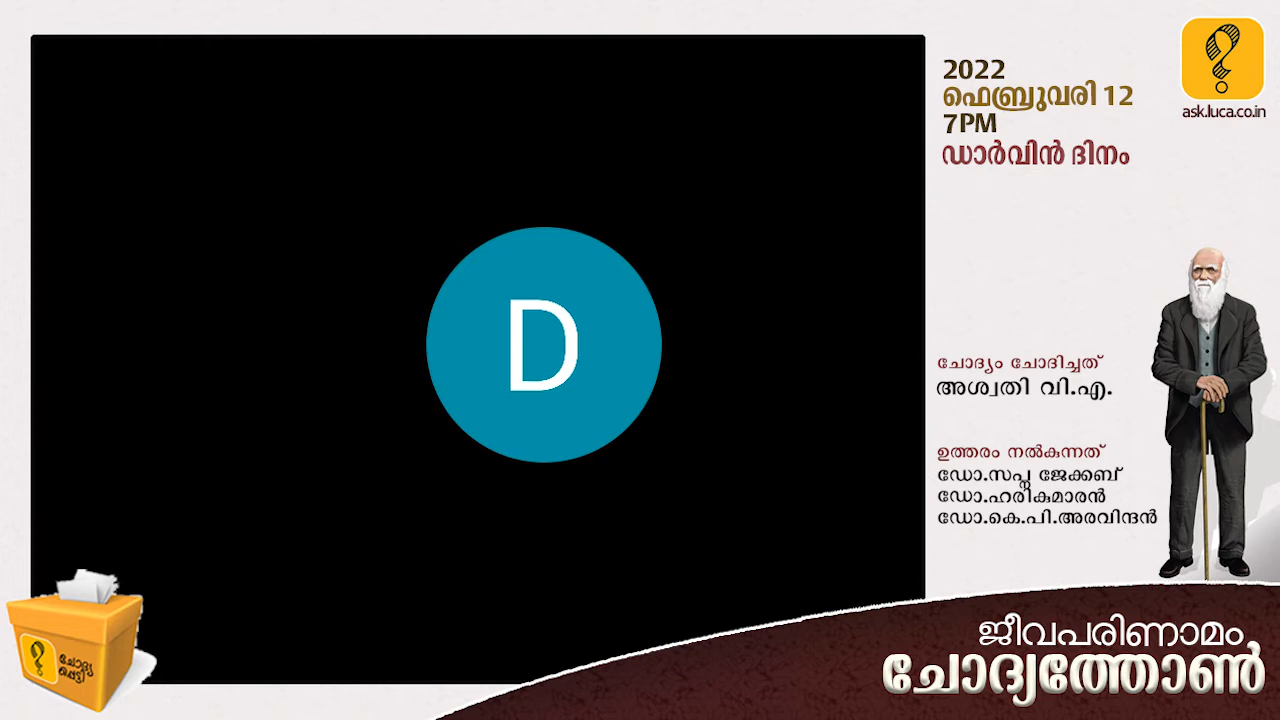 2022
ഫെബ്രുവരി 12
7PM
ഡാർവിൻ ദിനം
ask.luca.co.in
D
ചോദ്യം ചോദിച്ചത്
അശ്വതി വി.എ.
ഉത്തരം നൽകുന്നത്
ഡോ.സപ്ന ജേക്കബ്
ഡോ.ഹരികുമാരൻ
ഡോ.കെ.പി.അരവിന്ദൻ
ചോദ്യ
പ്പെട്ടി
ജീവപരിണാമം
ചോദ്യത്തോൺ